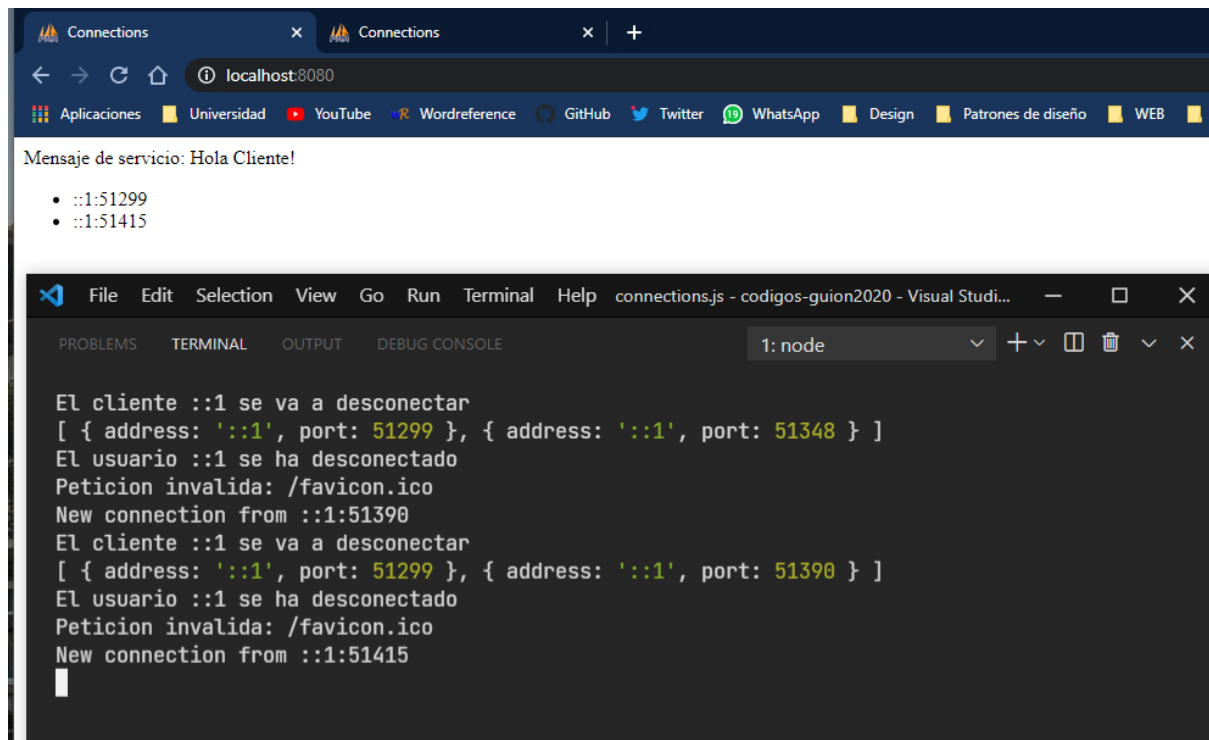 Connections
Connections
localhost:8080
Aplicaciones Universidad YouTube Wordreference GitHub Twitter 19 WhatsApp Design Patrones de diseño WEB
Mensaje de servicio: Hola Cliente!
• ::1:51299
• ::1:51415
File Edit Selection View Go Run Terminal Help connections.js - codigos-guion2020 - Visual Studi...
PROBLEMS TERMINAL OUTPUT DEBUG CONSOLE 1: node
El cliente ::1 se va a desconectar
[ { address: '::1', port: 51299 }, { address: '::1', port: 51348 } ]
El usuario ::1 se ha desconectado
Peticion invalida: /favicon.ico
New connection from ::1:51390
El cliente ::1 se va a desconectar
[ { address: '::1', port: 51299 }, { address: '::1', port: 51390 } ]
El usuario ::1 se ha desconectado
Peticion invalida: /favicon.ico
New connection from ::1:51415